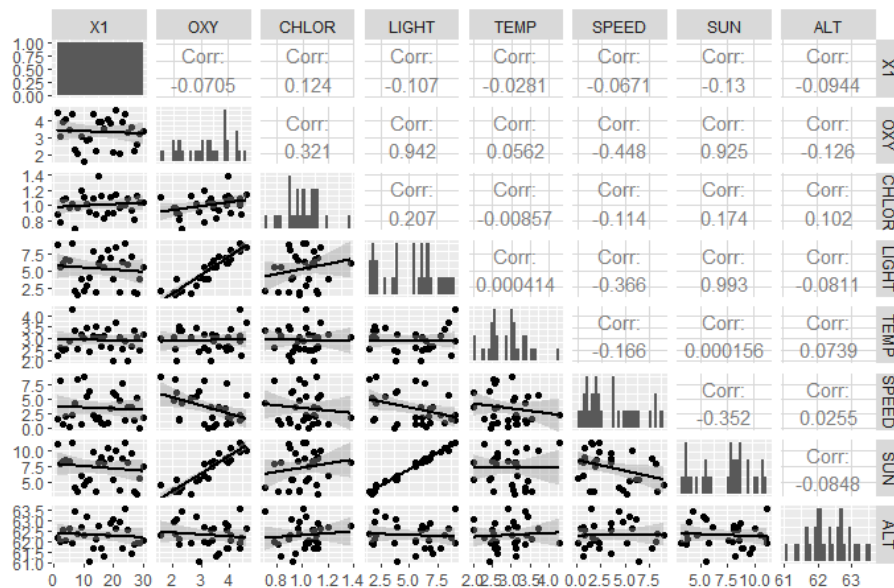 X1 OXY CHLOR LIGHT TEMP SPEED SUN ALT
1.00
0.75
0.50
0.25
0.00
Corr: Corr: Corr: Corr: Corr: Corr: Corr:
-0.0705 0.124 -0.107 -0.0281 -0.0671 -0.13 -0.0944
X1
4
3
2
Corr: Corr: Corr: Corr: Corr: Corr:
0.321 0.942 0.0562 -0.448 0.925 -0.126
OXY
1.4
1.2
1.0
0.8
Corr: Corr: Corr: Corr: Corr:
0.207 -0.00857 -0.114 0.174 0.102
CHLOR
7.5
5.0
2.5
Corr: Corr: Corr: Corr:
0.000414 -0.366 0.993 -0.0811
LIGHT
4.0
3.5
3.0
2.5
2.0
Corr: Corr: Corr:
-0.166 0.000156 0.0739
TEMP
7.5
5.0
2.5
0.0
Corr: Corr:
-0.352 0.0255
SPEED
10.0
7.5
5.0
Corr:
-0.0848
SUN
63.5
63.0
62.5
62.0
61.5
61.0
ALT
0 10 20 30 2 3 4 0.8 1.0 1.2 1.4 2.5 5.0 7.5 2.02.53.03.54.0 0.02.55.07.5 5.0 7.5 10.0 61 62 63